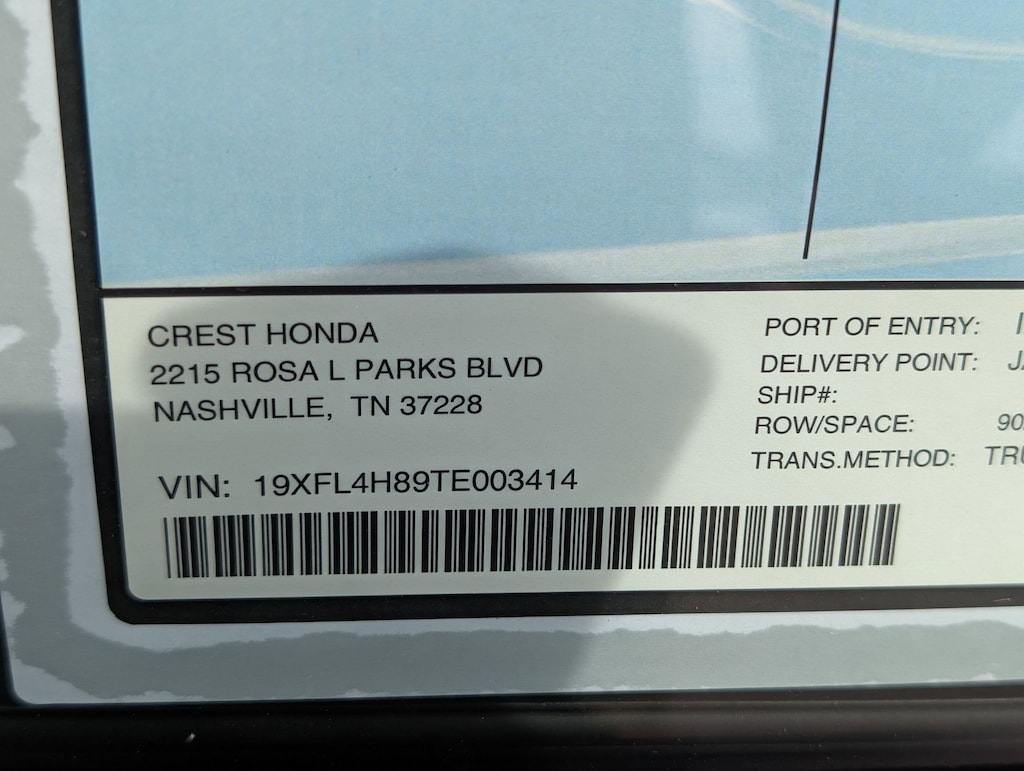 CREST HONDA
2215 ROSA L PARKS BLVD
NASHVILLE, TN 37228
VIN: 19XFL4H89TE003414
PORT OF ENTRY:
DELIVERY POINT:
SHIP#:
ROW/SPACE:
TRANS.METHOD: